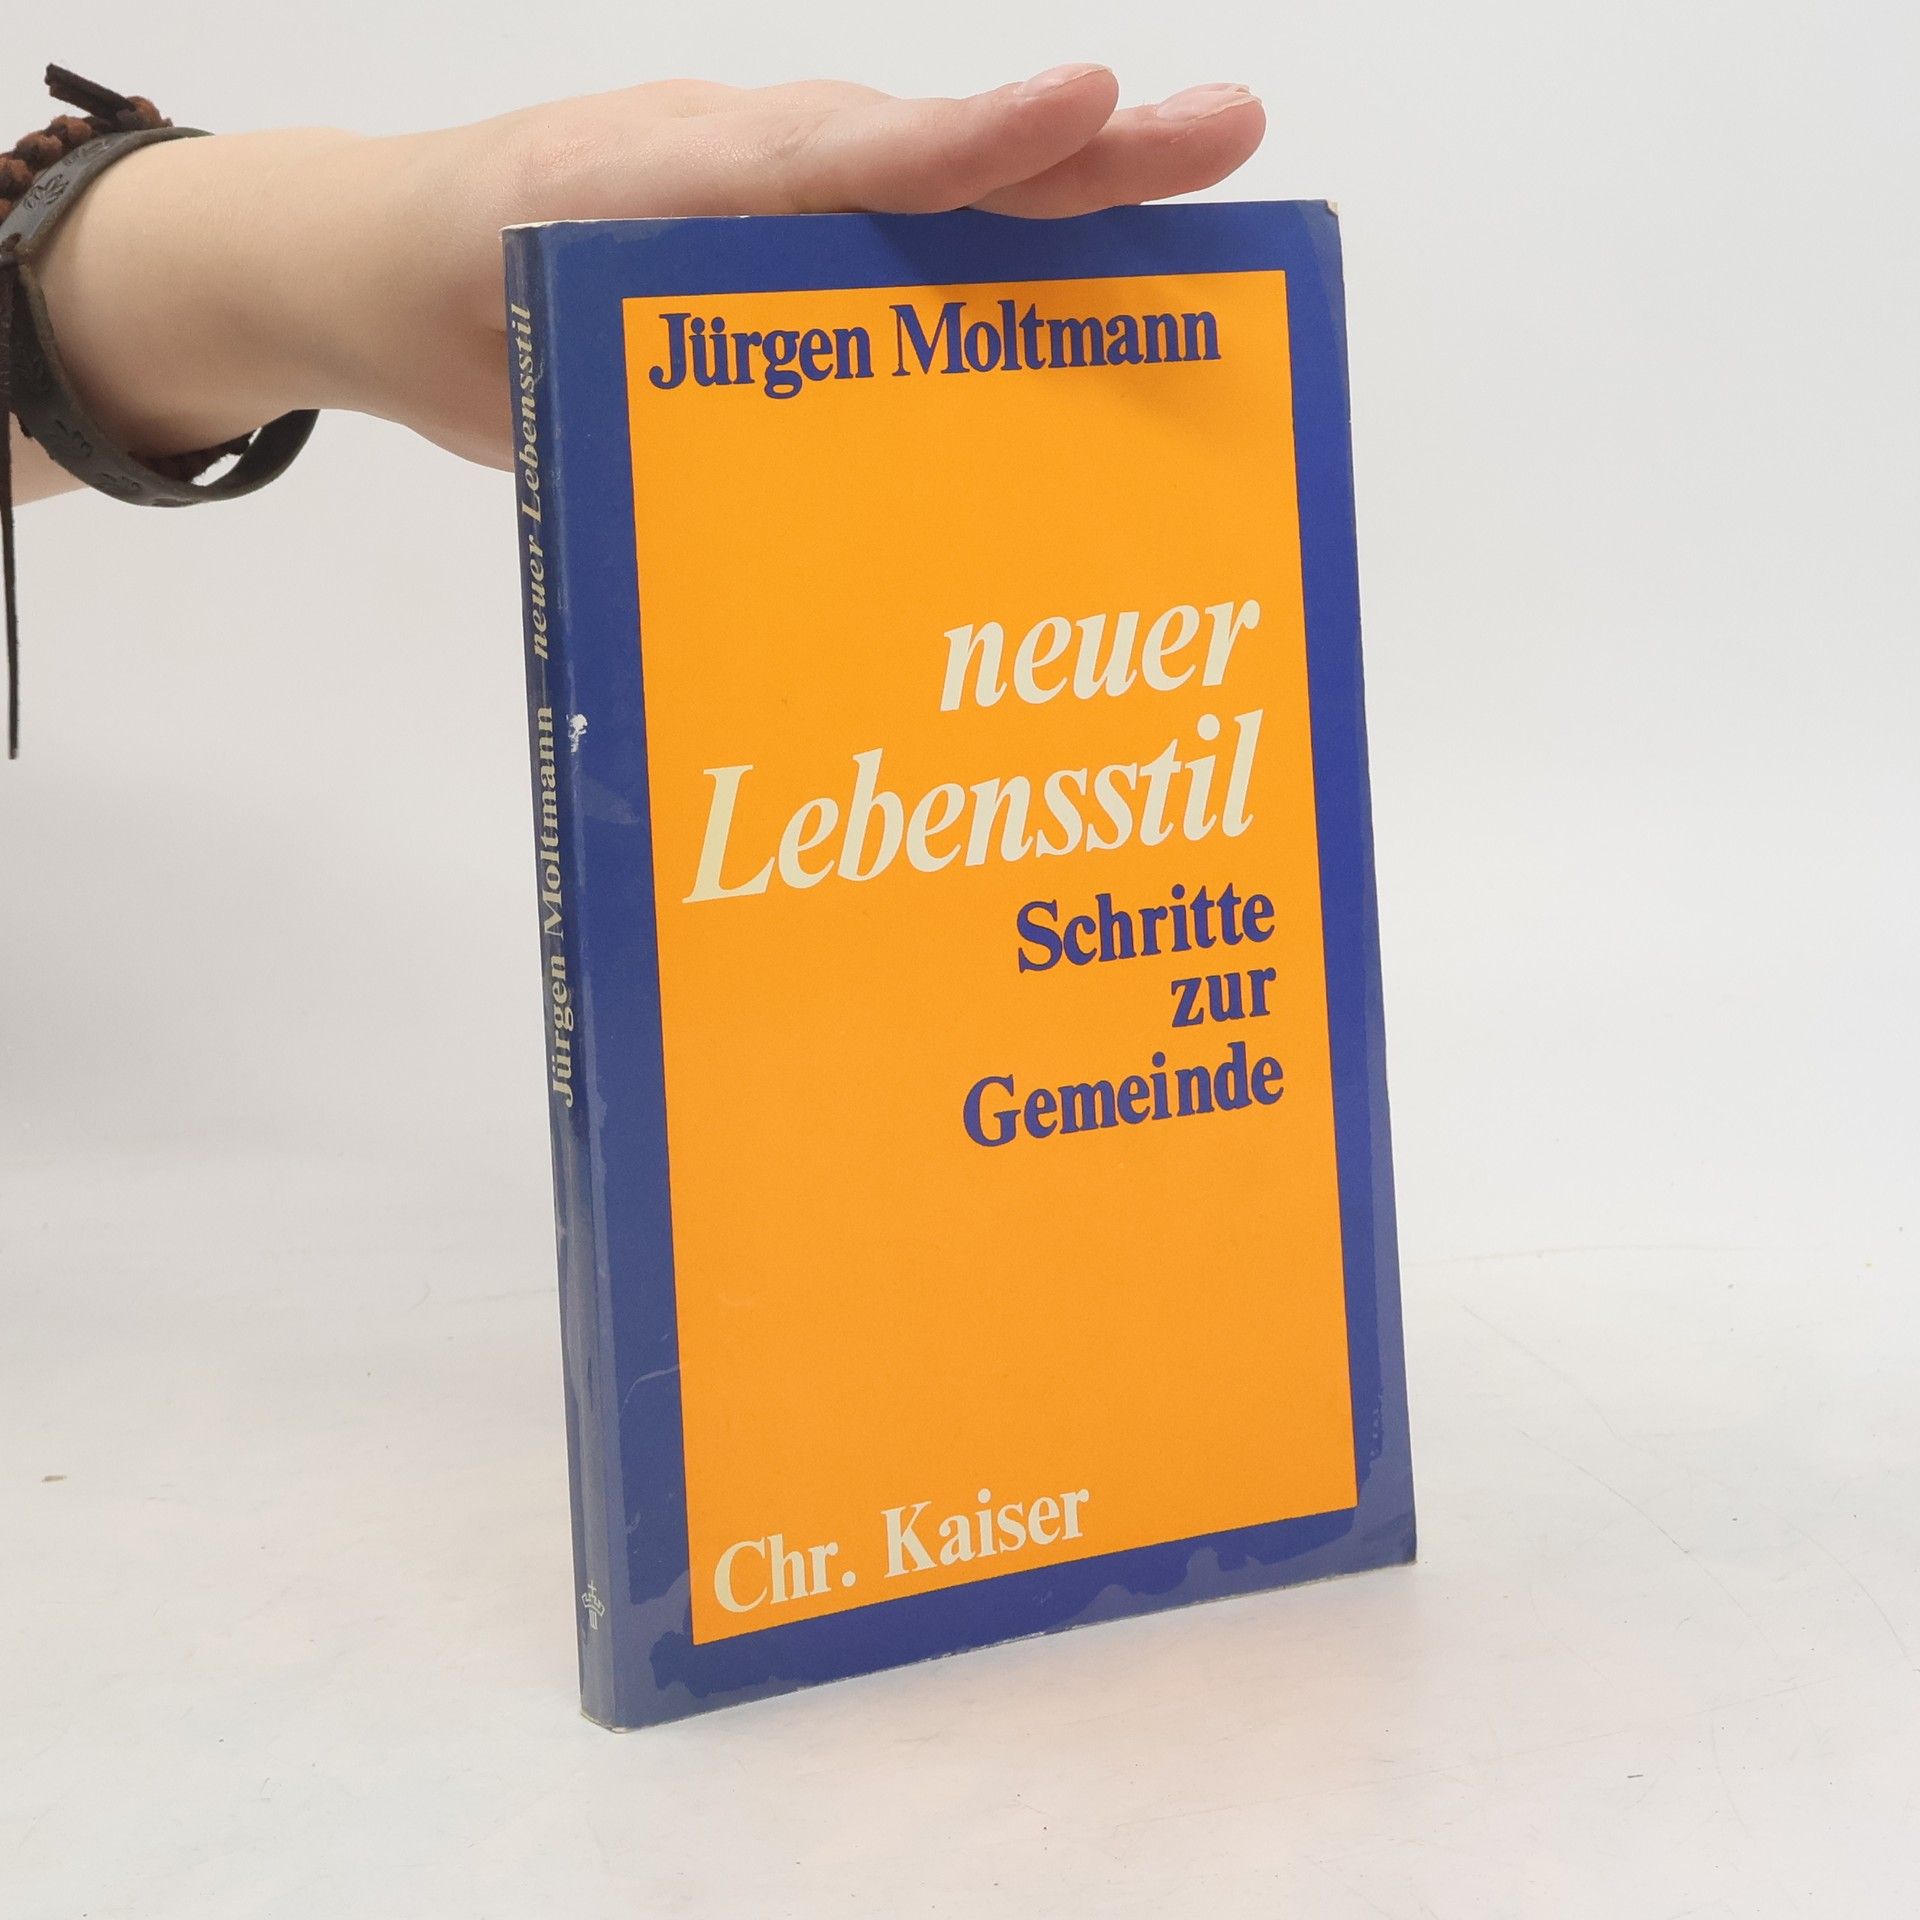 Jürgen Moltmann
neuer
Lebensstil
Schritte
zur
Gemeinde
Chr. Kaiser
Jürgen Moltmann neuer Lebensstil